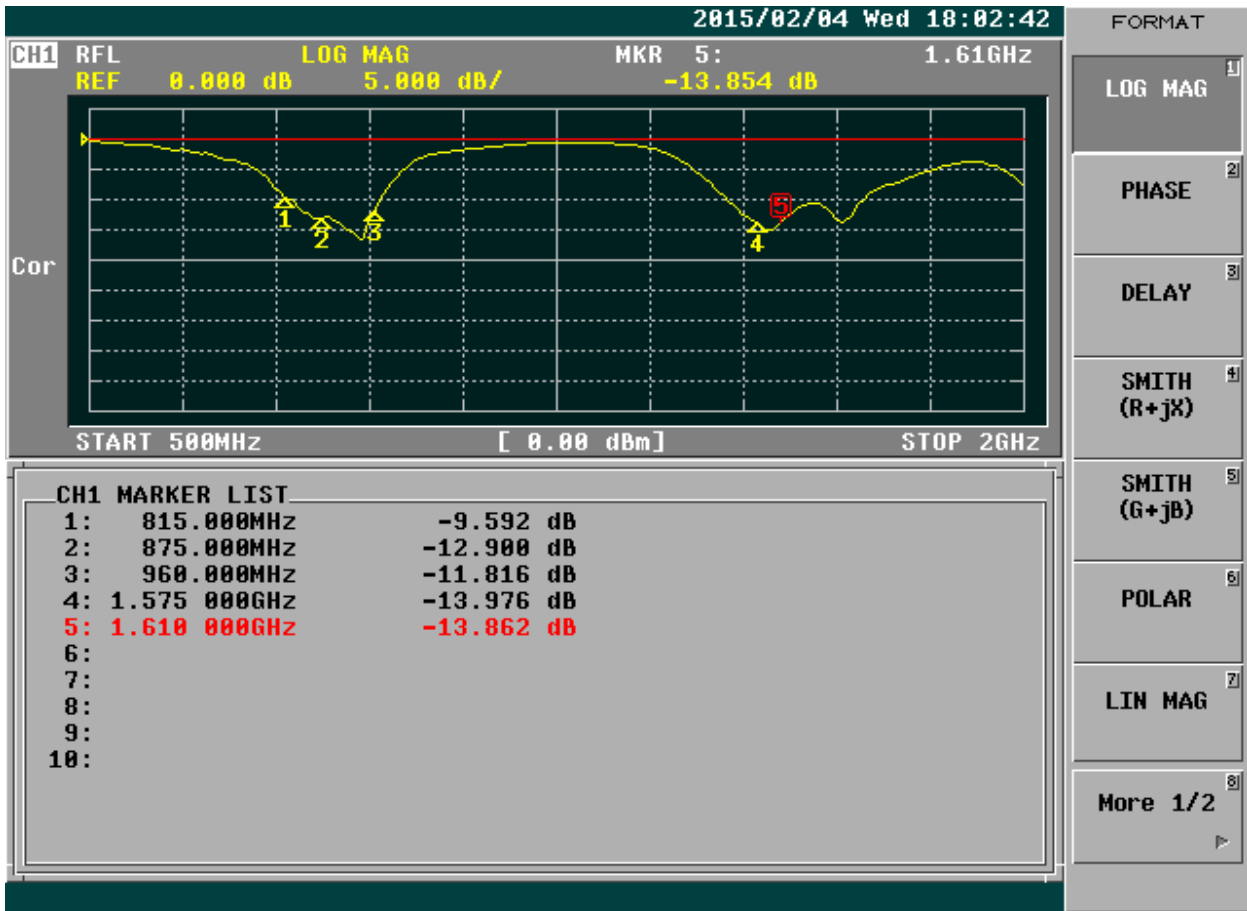 2015/02/04 Wed 18:02:42
CH1 RFL LOG MAG MKR 5: 1.61GHz
REF 0.000 dB 5.000 dB/ -13.854 dB
1
2
3
4
5
Cor
START 500MHz [ 0.00 dBm] STOP 2GHz
CH1 MARKER LIST
1: 815.000MHz -9.592 dB
2: 875.000MHz -12.900 dB
3: 960.000MHz -11.816 dB
4: 1.575 000GHz -13.976 dB
5: 1.610 000GHz -13.862 dB
6:
7:
8:
9:
10:
FORMAT
1
LOG MAG
2
PHASE
3
DELAY
4
SMITH
(R+jX)
5
SMITH
(G+jB)
6
POLAR
7
LIN MAG
8
More 1/2